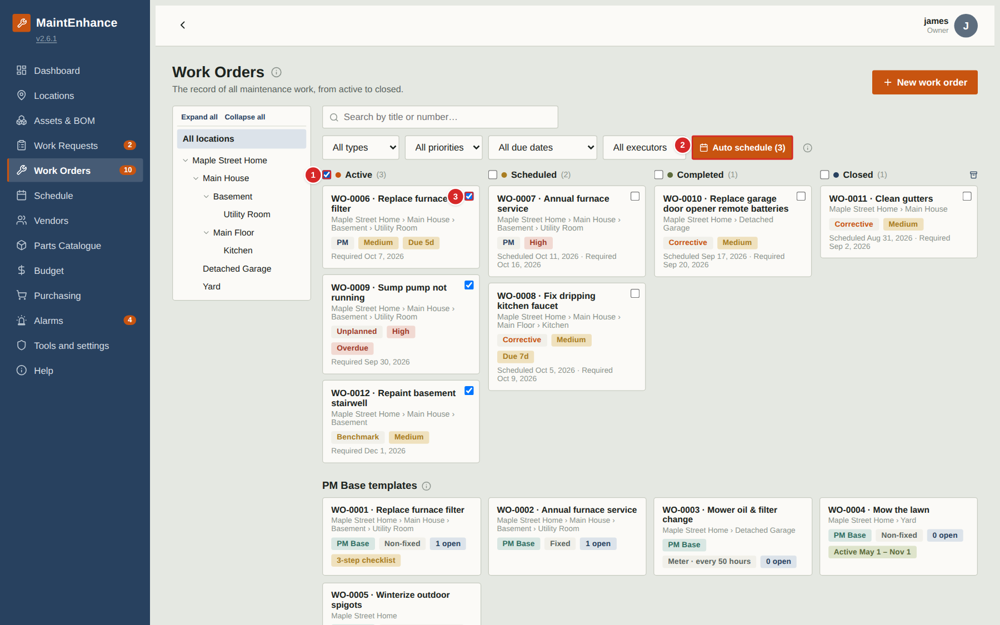 MaintEnhance
v2.6.1
Dashboard
Locations
Assets & BOM
Work Requests 2
Work Orders 10
Schedule
Vendors
Parts Catalogue
Budget
Purchasing
Alarms 4
Tools and settings
Help
james
Owner
J
Work Orders
The record of all maintenance work, from active to closed.
New work order
Expand all Collapse all
All locations
Maple Street Home
Main House
Basement
Utility Room
Main Floor
Kitchen
Detached Garage
Yard
Search by title or number…
All types All priorities All due dates All executors 2 Auto schedule (3)
1 Active (3)
WO-0006 · Replace furnace 3
filter
Maple Street Home › Main House ›
Basement › Utility Room
PM Medium Due 5d
Required Oct 7, 2026
WO-0009 · Sump pump not
running
Maple Street Home › Main House ›
Basement › Utility Room
Unplanned High
Overdue
Required Sep 30, 2026
WO-0012 · Repaint basement
stairwell
Maple Street Home › Main House ›
Basement
Benchmark Medium
Required Dec 1, 2026
Scheduled (2)
WO-0007 · Annual furnace
service
Maple Street Home › Main House ›
Basement › Utility Room
PM High
Scheduled Oct 11, 2026 · Required
Oct 16, 2026
WO-0008 · Fix dripping
kitchen faucet
Maple Street Home › Main House ›
Main Floor › Kitchen
Corrective Medium
Due 7d
Scheduled Oct 5, 2026 · Required
Oct 9, 2026
Completed (1)
WO-0010 · Replace garage
door opener remote batteries
Maple Street Home › Detached
Garage
Corrective Medium
Scheduled Sep 17, 2026 · Required
Sep 20, 2026
Closed (1)
WO-0011 · Clean gutters
Maple Street Home › Main House
Corrective Medium
Scheduled Aug 31, 2026 · Required
Sep 2, 2026
PM Base templates
WO-0001 · Replace furnace filter
Maple Street Home › Main House ›
Basement › Utility Room
PM Base Non-fixed 1 open
3-step checklist
WO-0002 · Annual furnace service
Maple Street Home › Main House ›
Basement › Utility Room
PM Base Fixed 1 open
WO-0003 · Mower oil & filter
change
Maple Street Home › Detached Garage
PM Base
Meter · every 50 hours 0 open
WO-0004 · Mow the lawn
Maple Street Home › Yard
PM Base Non-fixed 0 open
Active May 1 – Nov 1
WO-0005 · Winterize outdoor
spigots
Maple Street Home